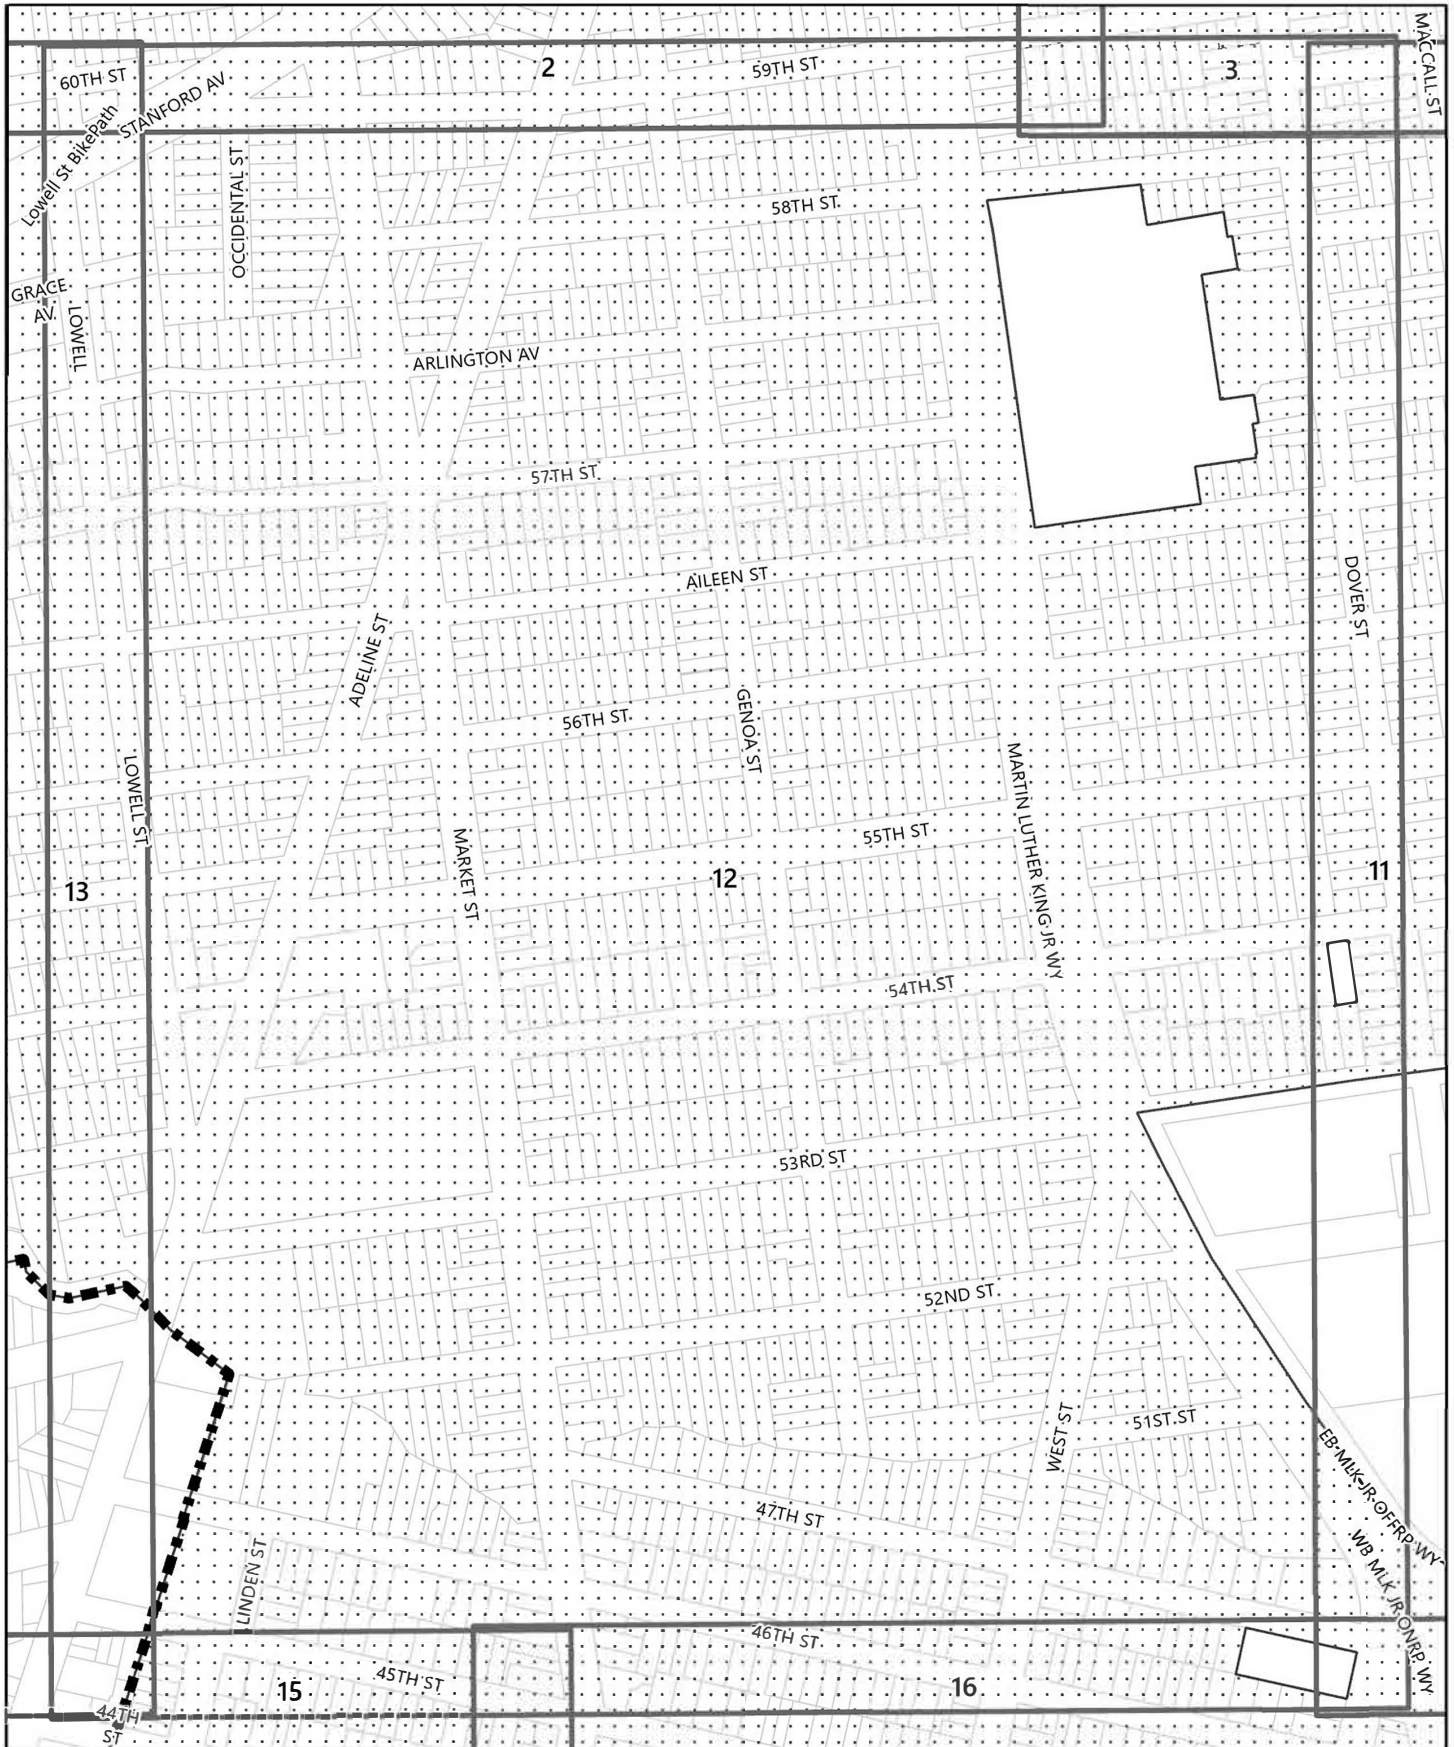 MACCALL ST
2
59TH ST
3
60TH ST
STANFORD AV
Lowell St BikePath
OCCIDENTAL ST
58TH ST
GRACE
AV
LOWELL
ARLINGTON AV
57TH ST
AILEEN ST
DOVER ST
ADELINE ST
56TH ST
GENOA ST
MARTIN LUTHER KING JR WY
LOWELL ST
MARKET ST
55TH ST
11
12
13
54TH ST
53RD ST
52ND ST
WEST ST
51ST ST
EB MLK JR OFFRP WY
47TH ST
WB MLK JR ONRP WY
LINDEN ST
46TH ST
45TH ST
15
16
44TH
ST